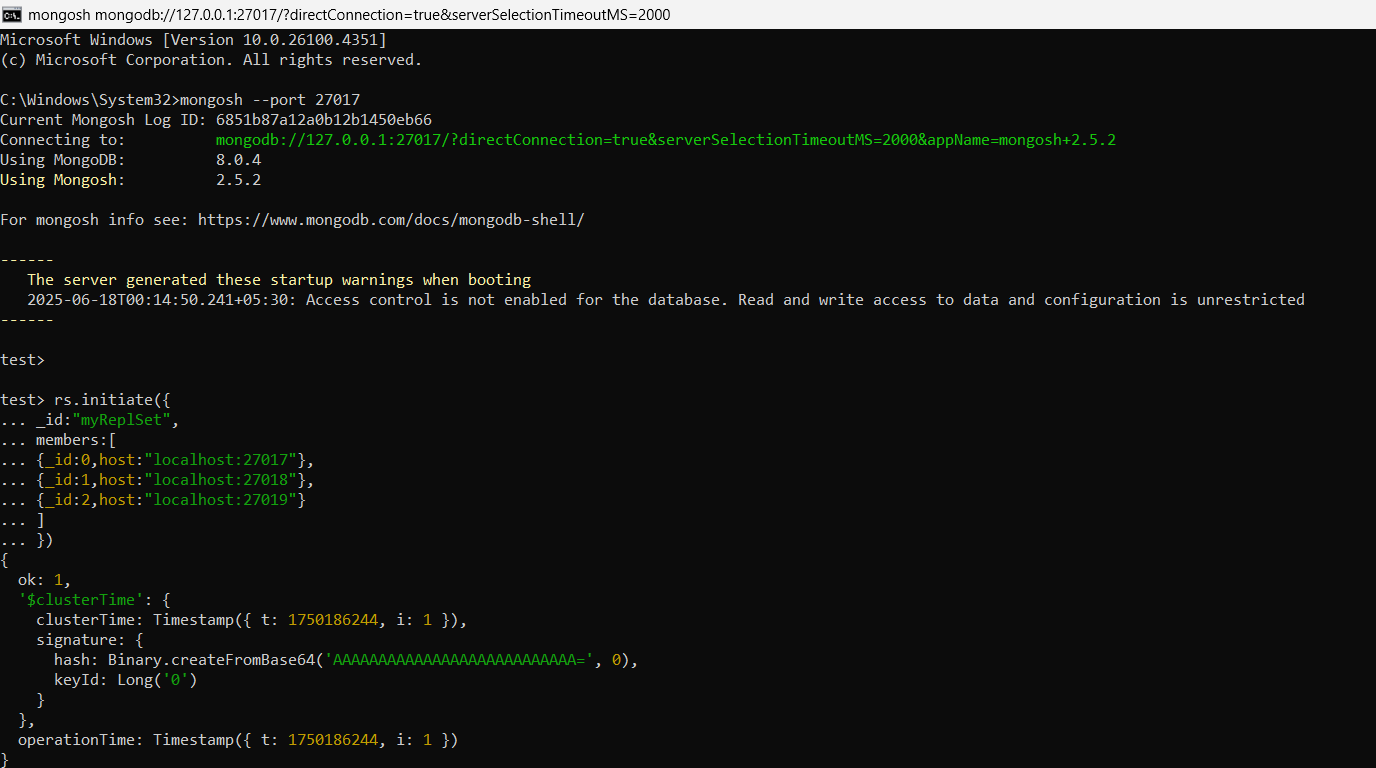 mongosh mongodb://127.0.0.1:27017/?directConnection=true&serverSelectionTimeoutMS=2000
Microsoft Windows [Version 10.0.26100.4351]
(c) Microsoft Corporation. All rights reserved.
C:\Windows\System32>mongosh --port 27017
Current Mongosh Log ID: 6851b87a12a0b12b1450eb66
Connecting to:          mongodb://127.0.0.1:27017/?directConnection=true&serverSelectionTimeoutMS=2000&appName=mongosh+2.5.2
Using MongoDB:          8.0.4
Using Mongosh:          2.5.2
For mongosh info see: https://www.mongodb.com/docs/mongodb-shell/
------
   The server generated these startup warnings when booting
   2025-06-18T00:14:50.241+05:30: Access control is not enabled for the database. Read and write access to data and configuration is unrestricted
------
test>
test> rs.initiate({
... _id:"myReplSet",
... members:[
... {_id:0,host:"localhost:27017"},
... {_id:1,host:"localhost:27018"},
... {_id:2,host:"localhost:27019"}
... ]
... })
{
  ok: 1,
  '$clusterTime': {
    clusterTime: Timestamp({ t: 1750186244, i: 1 }),
    signature: {
      hash: Binary.createFromBase64('AAAAAAAAAAAAAAAAAAAAAAAAAAA=', 0),
      keyId: Long('0')
    }
  },
  operationTime: Timestamp({ t: 1750186244, i: 1 })
}